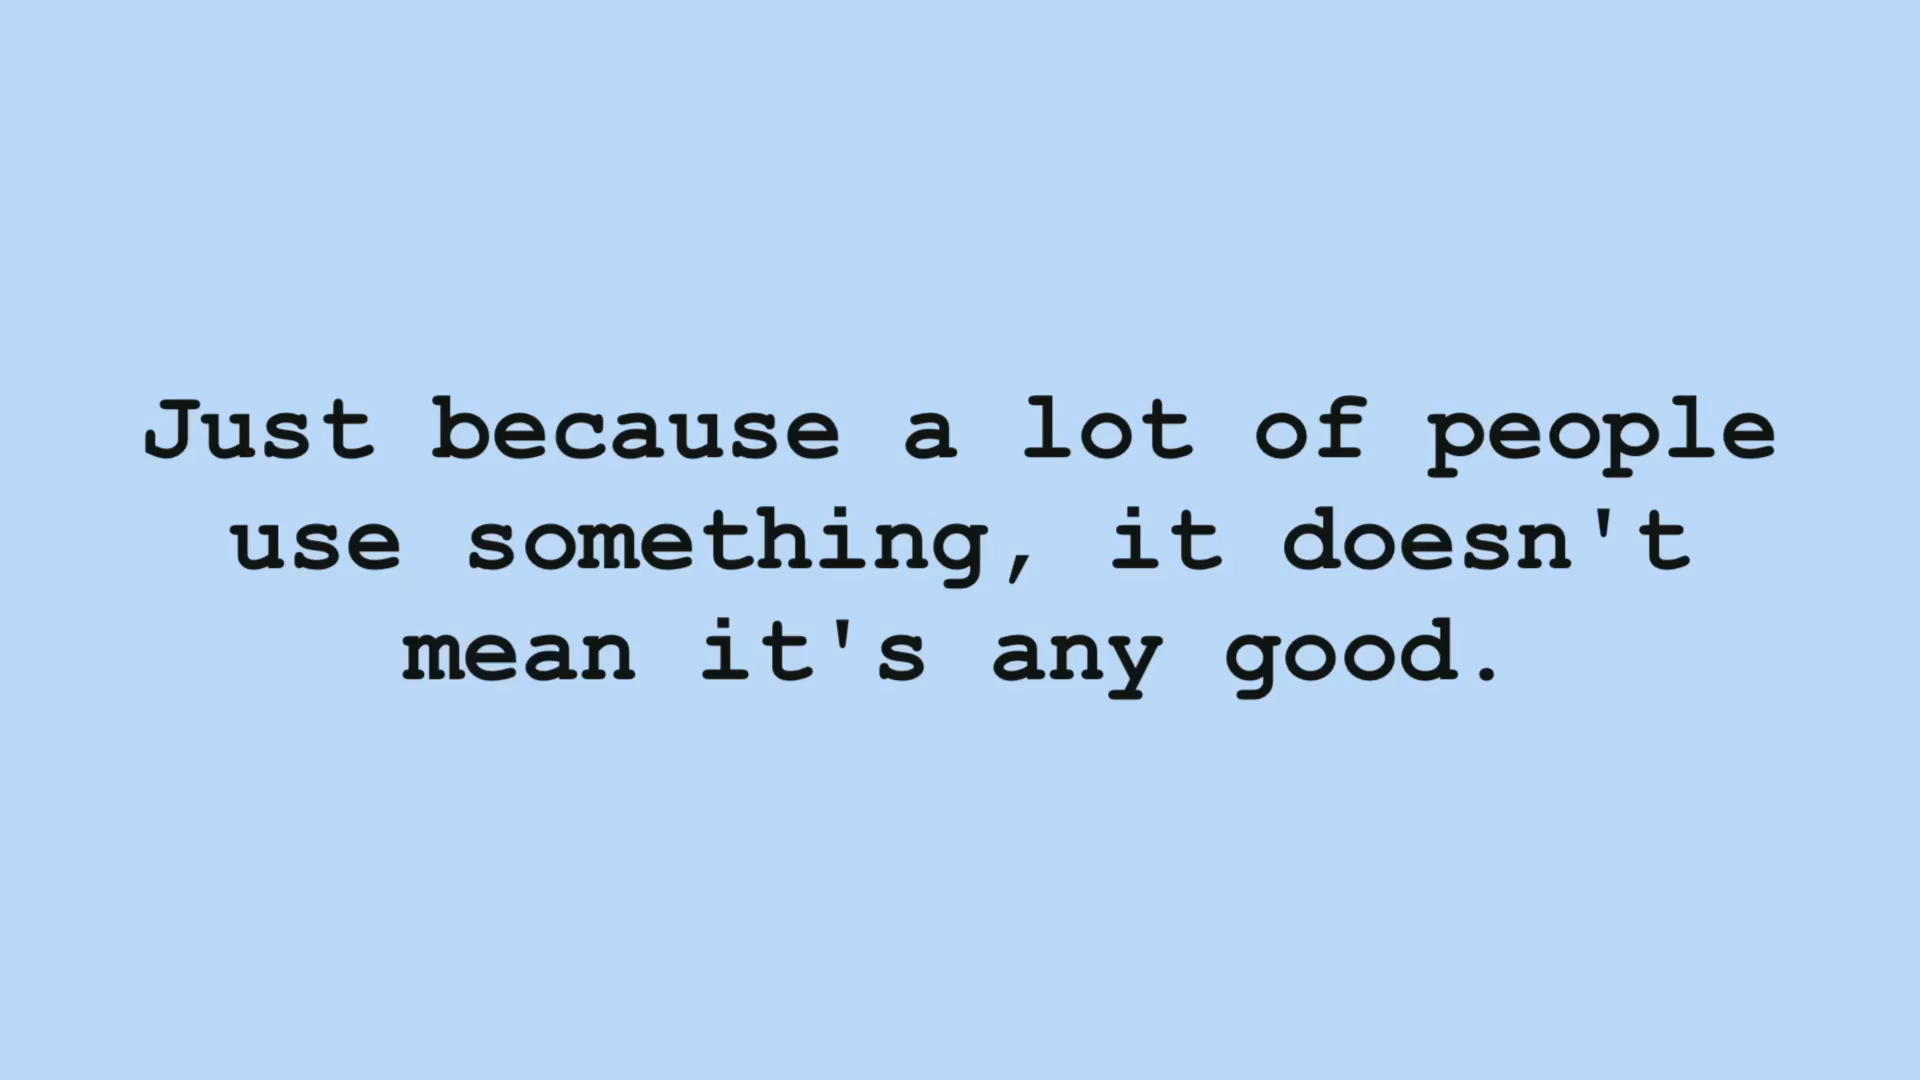 Just because a lot of people
use something, it doesn't
mean it's any good.